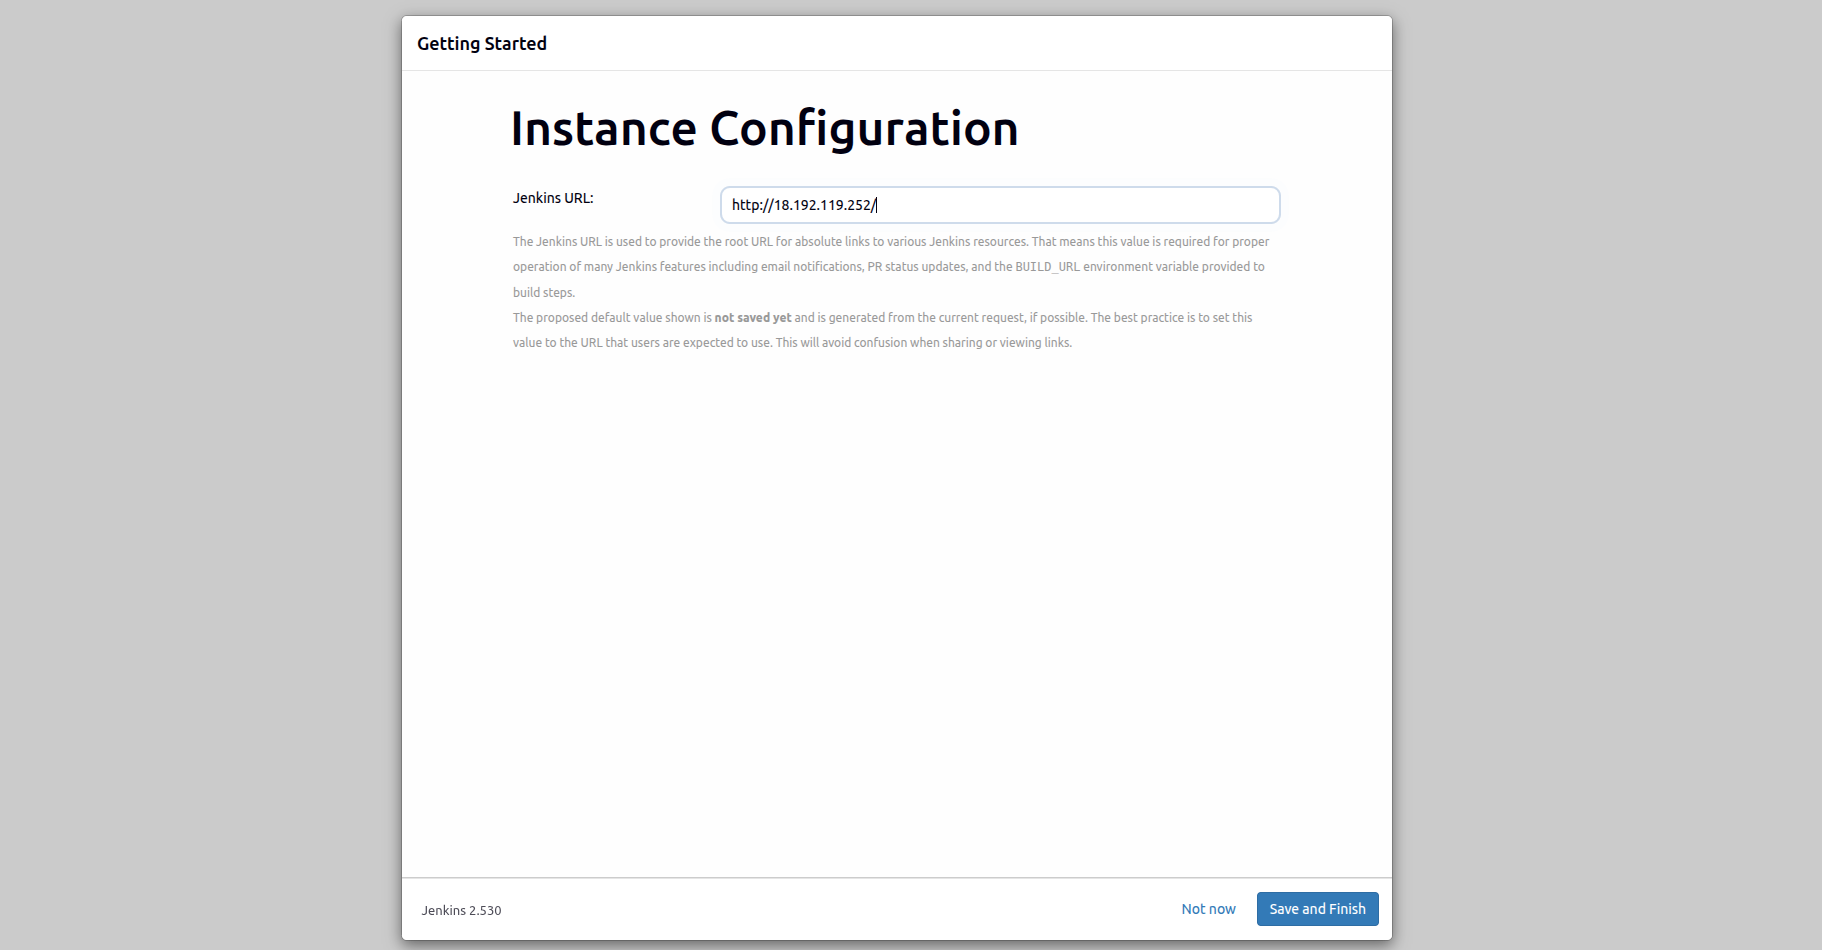 Getting Started
Instance Configuration
Jenkins URL:
http://18.192.119.252/
The Jenkins URL is used to provide the root URL for absolute links to various Jenkins resources. That means this value is required for proper
operation of many Jenkins features including email notifications, PR status updates, and the BUILD_URL environment variable provided to
build steps.
The proposed default value shown is not saved yet and is generated from the current request, if possible. The best practice is to set this
value to the URL that users are expected to use. This will avoid confusion when sharing or viewing links.
Jenkins 2.530
Not now
Save and Finish